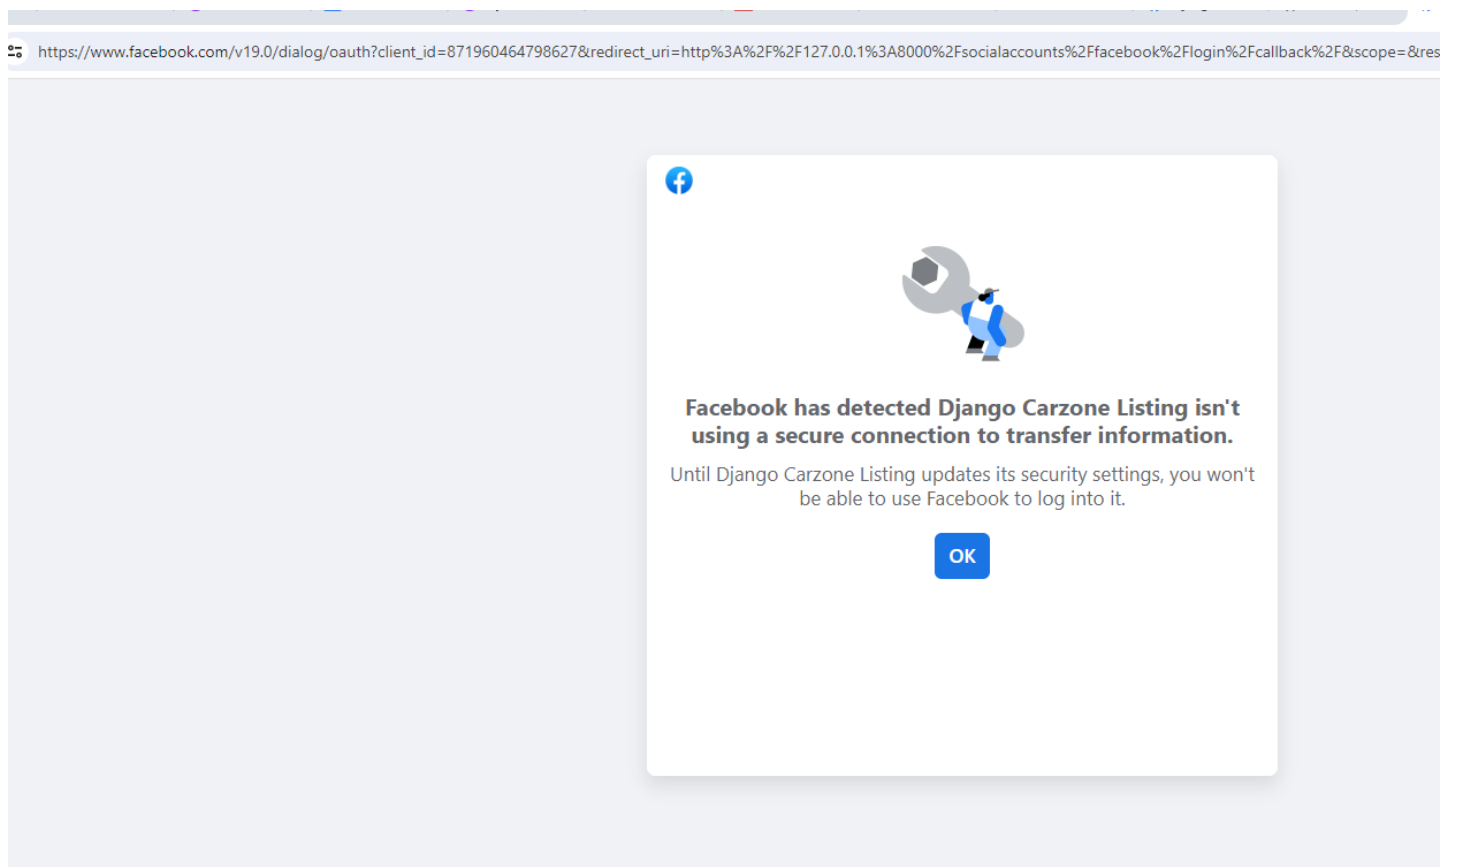 https://www.facebook.com/v19.0/dialog/oauth?client_id=871960464798627&redirect_uri=http%3A%2F%2F127.0.0.1%3A8000%2Fsocialaccounts%2Ffacebook%2Flogin%2Fcallback%2F&scope=&res
Facebook has detected Django Carzone Listing isn't
using a secure connection to transfer information.
Until Django Carzone Listing updates its security settings, you won't
be able to use Facebook to log into it.
OK